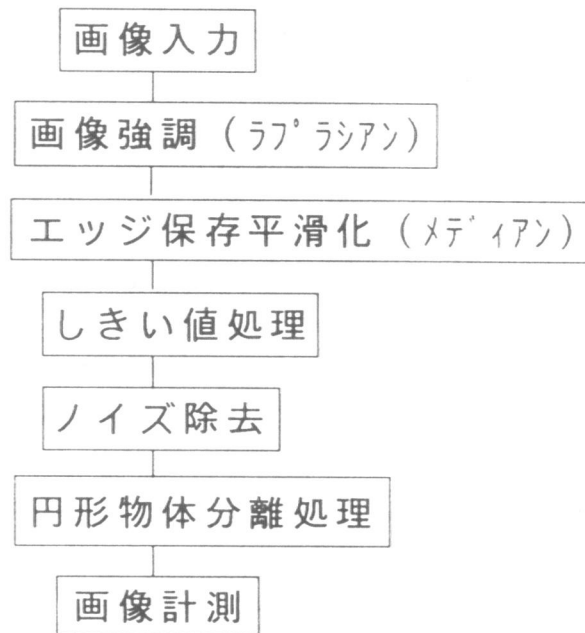 画像入力
画像強調（ﾗﾌﾟﾗｼｱﾝ）
エッジ保存平滑化（ﾒﾃﾞｨｱﾝ）
しきい値処理
ノイズ除去
円形物体分離処理
画像計測